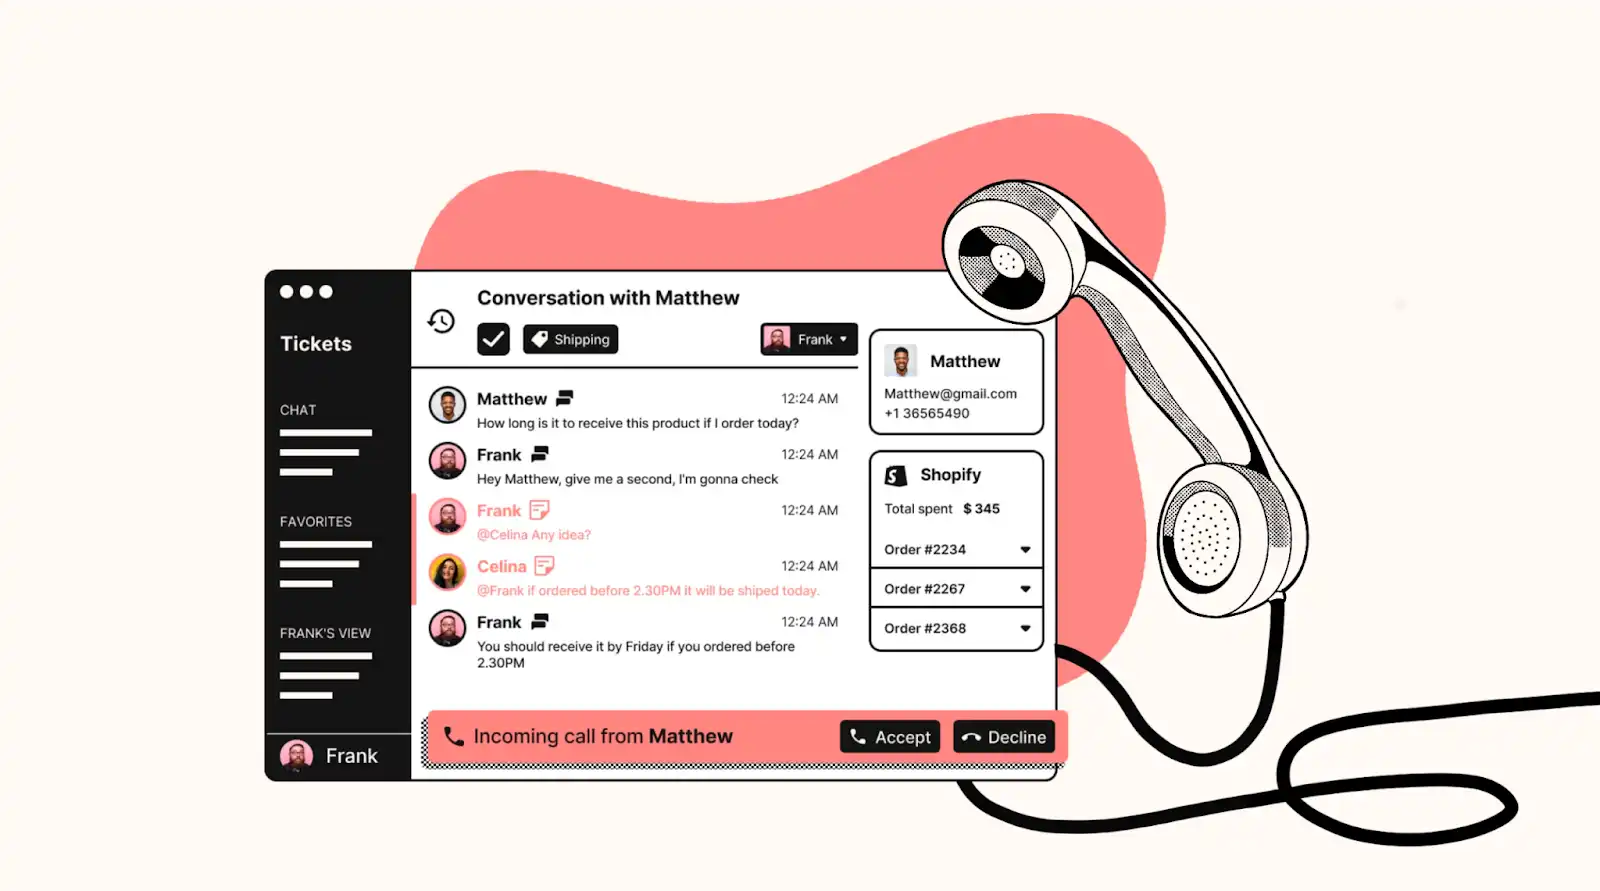 Tickets
CHAT
FAVORITES
FRANK'S VIEW
Frank
Conversation with Matthew
Shipping
Frank
Matthew 12:24 AM
How long is it to receive this product if I order today?
Frank 12:24 AM
Hey Matthew, give me a second, I'm gonna check
Frank 12:24 AM
@Celina Any idea?
Celina 12:24 AM
@Frank if ordered before 2.30PM it will be shiped today.
Frank 12:24 AM
You should receive it by Friday if you ordered before
2.30PM
Matthew
Matthew@gmail.com
+1 36565490
Shopify
Total spent $ 345
Order #2234
Order #2267
Order #2368
Incoming call from Matthew
Accept
Decline